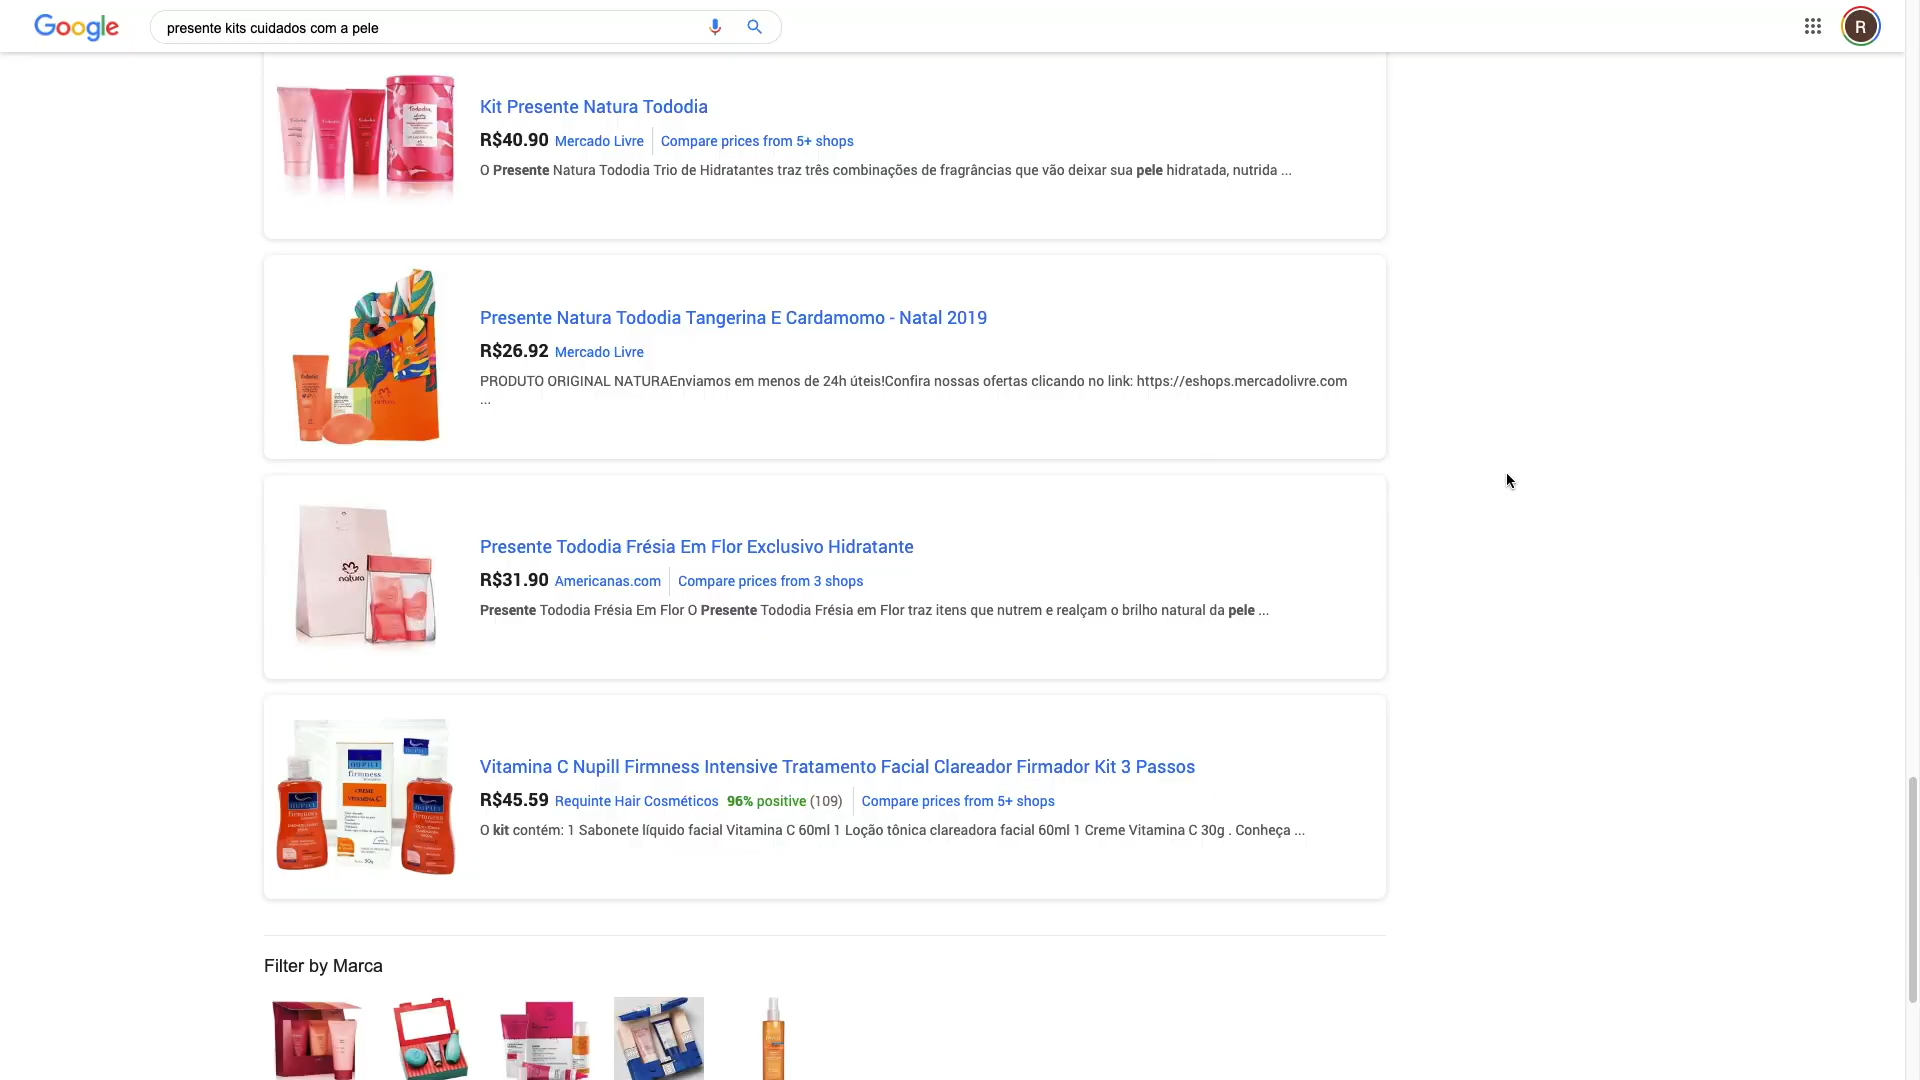 Google
presente kits cuidados com a pele
R
Kit Presente Natura Tododia
R$40.90 Mercado Livre Compare prices from 5+ shops
O Presente Natura Tododia Trio de Hidratantes traz três combinações de fragrâncias que vão deixar sua pele hidratada, nutrida ...
Presente Natura Tododia Tangerina E Cardamomo - Natal 2019
R$26.92 Mercado Livre
PRODUTO ORIGINAL NATURAEnviamos em menos de 24h úteis!Confira nossas ofertas clicando no link: https://eshops.mercadolivre.com
...
natura
Presente Tododia Frésia Em Flor Exclusivo Hidratante
R$31.90 Americanas.com Compare prices from 3 shops
Presente Tododia Frésia Em Flor O Presente Tododia Frésia em Flor traz itens que nutrem e realçam o brilho natural da pele ...
NUPILL
firmness
CREME
VITAMINA C
Vitamina C Nupill Firmness Intensive Tratamento Facial Clareador Firmador Kit 3 Passos
R$45.59 Requinte Hair Cosméticos 96% positive (109) Compare prices from 5+ shops
O kit contém: 1 Sabonete líquido facial Vitamina C 60ml 1 Loção tônica clareadora facial 60ml 1 Creme Vitamina C 30g . Conheça ...
Filter by Marca